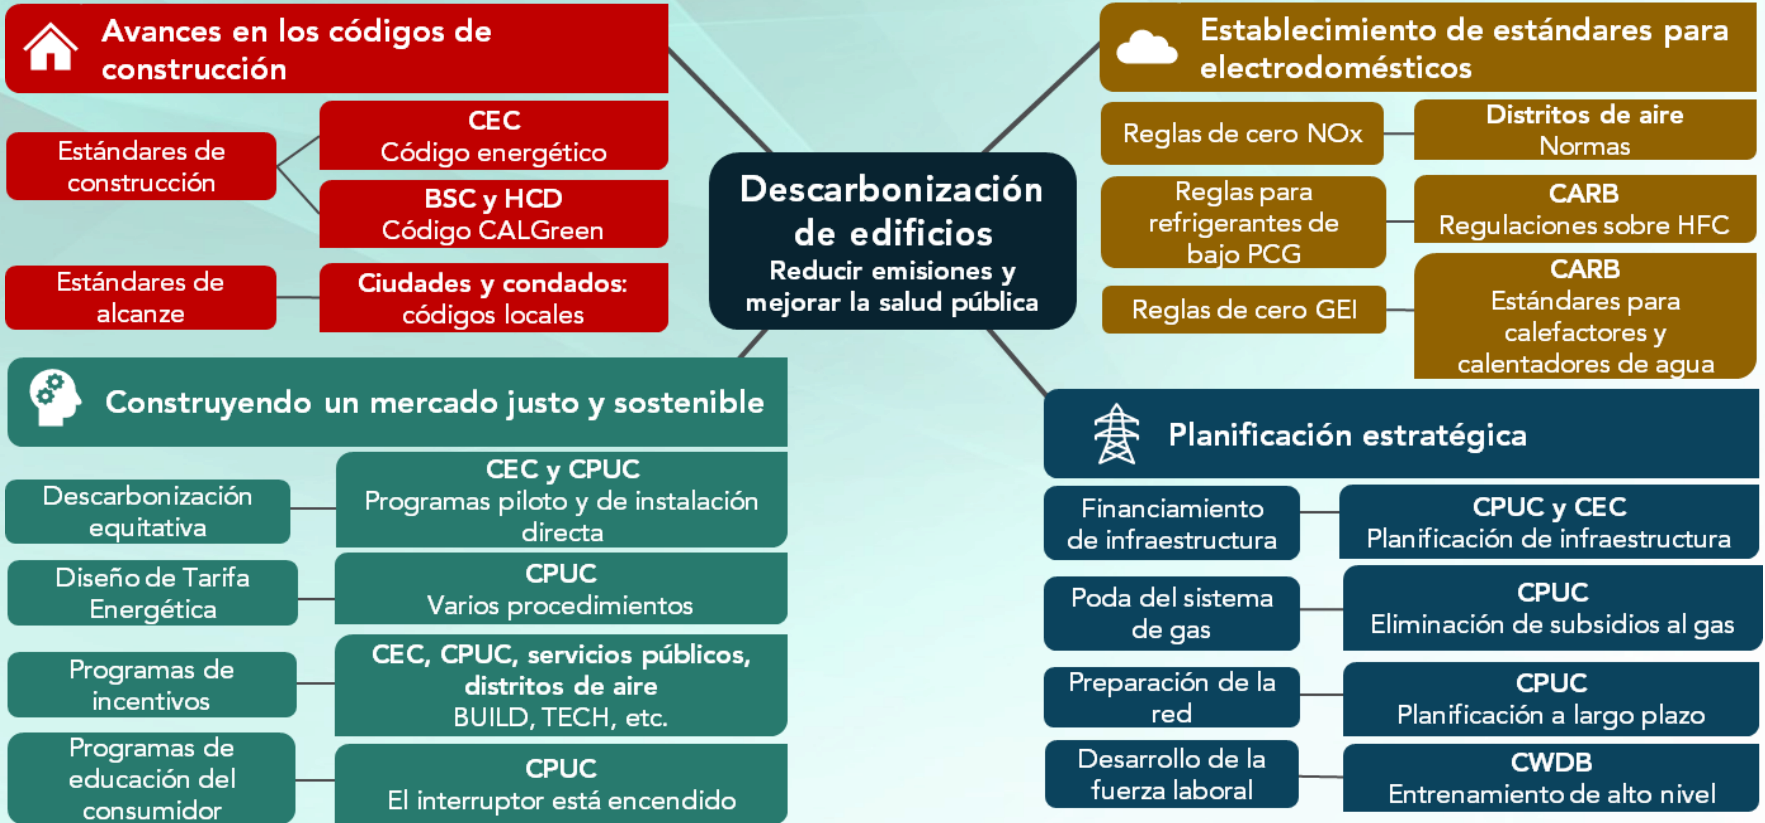 Avances en los códigos de
construcción
Estándares de
construcción
CEC
Código energético
BSC y HCD
Código CALGreen
Estándares de
alcanze
Ciudades y condados:
códigos locales
Descarbonización
de edificios
Reducir emisiones y
mejorar la salud pública
Establecimiento de estándares para
electrodomésticos
Reglas de cero NOx
Distritos de aire
Normas
Reglas para
refrigerantes de
bajo PCG
CARB
Regulaciones sobre HFC
Reglas de cero GEI
CARB
Estándares para
calefactores y
calentadores de agua
Construyendo un mercado justo y sostenible
Descarbonización
equitativa
CEC y CPUC
Programas piloto y de instalación
directa
Diseño de Tarifa
Energética
CPUC
Varios procedimientos
Programas de
incentivos
CEC, CPUC, servicios públicos,
distritos de aire
BUILD, TECH, etc.
Programas de
educación del
consumidor
CPUC
El interruptor está encendido
Planificación estratégica
Financiamiento
de infraestructura
CPUC y CEC
Planificación de infraestructura
Poda del sistema
de gas
CPUC
Eliminación de subsidios al gas
Preparación de la
red
CPUC
Planificación a largo plazo
Desarrollo de la
fuerza laboral
CWDB
Entrenamiento de alto nivel